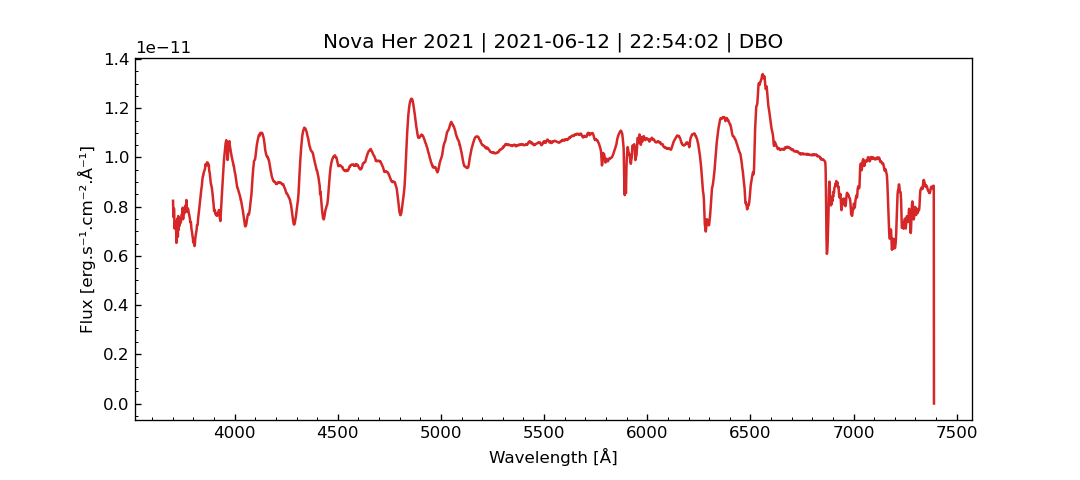 Nova Her 2021 | 2021-06-12 | 22:54:02 | DBO
1e−11
1.4
1.2
1.0
0.8
0.6
0.4
0.2
0.0
Flux [erg.s⁻¹.cm⁻².Å⁻¹]
4000 4500 5000 5500 6000 6500 7000 7500
Wavelength [Å]